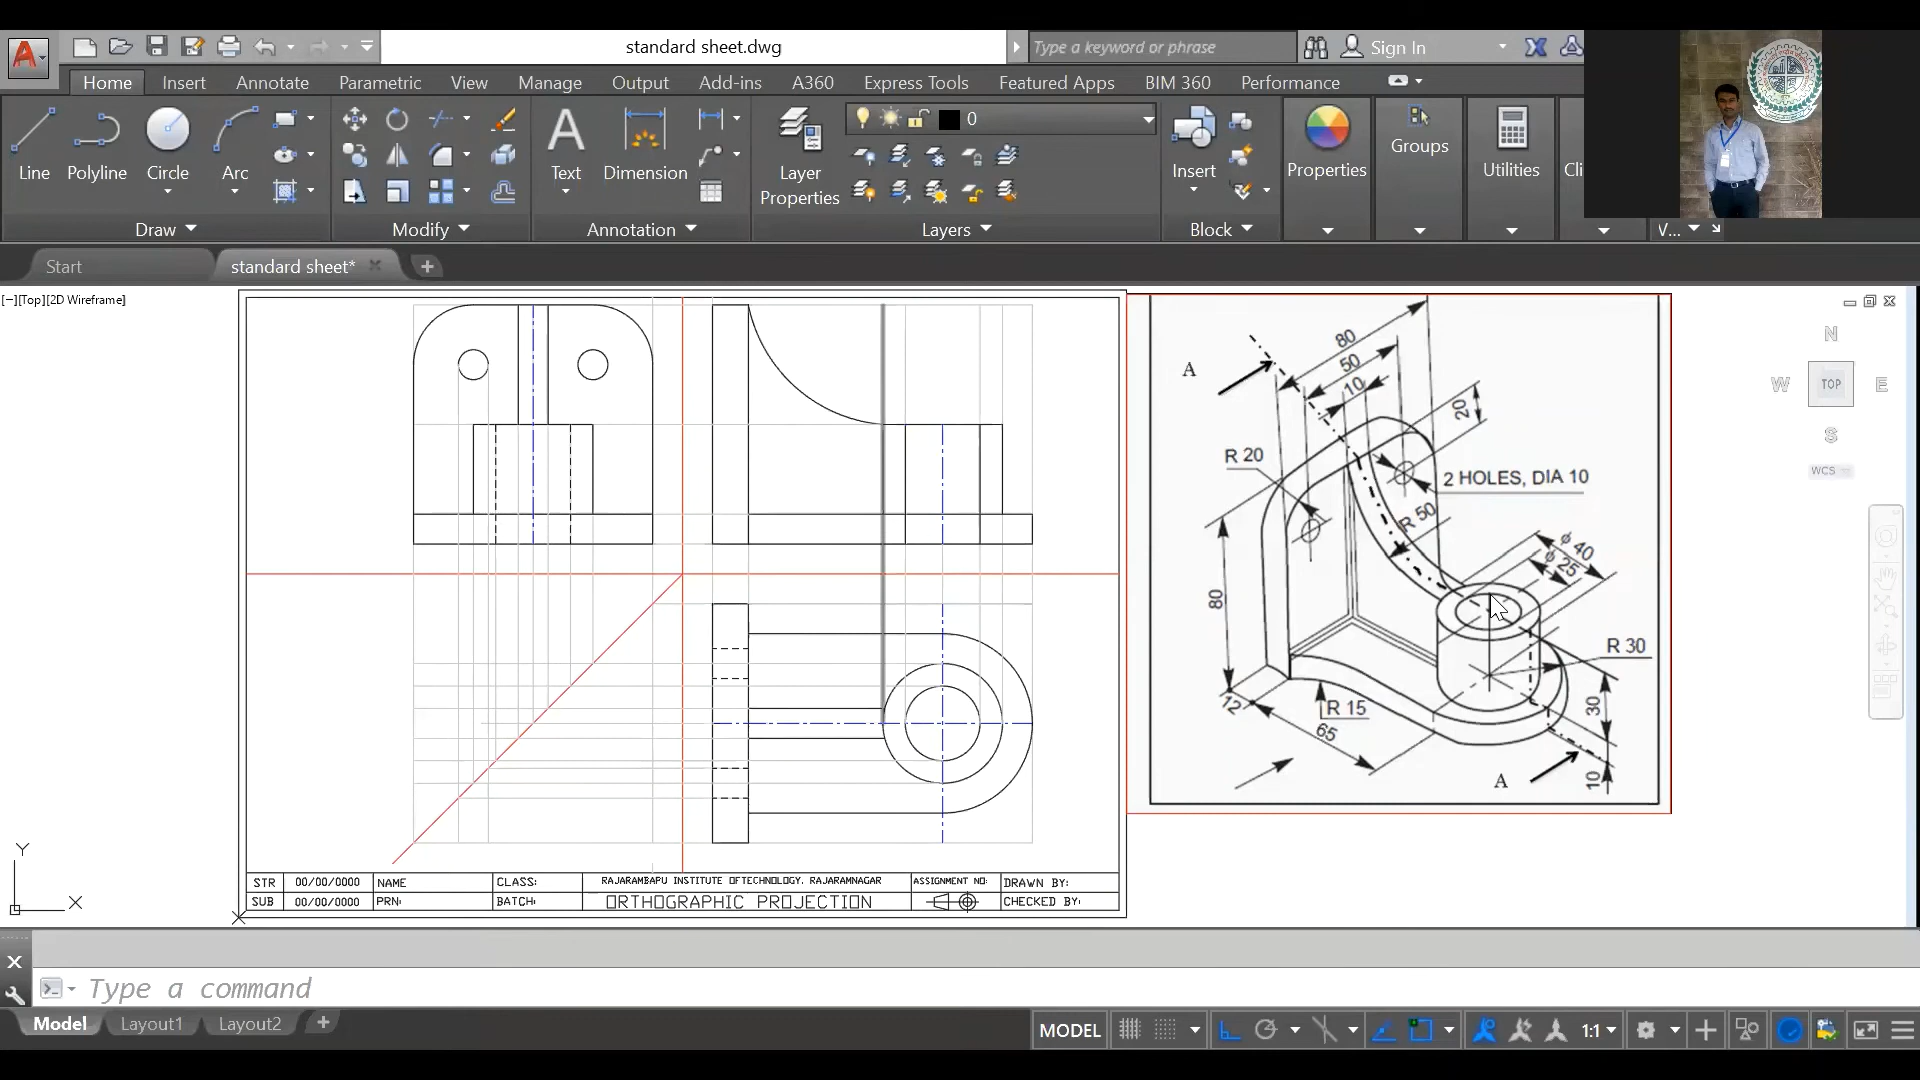 standard sheet.dwg
Type a keyword or phrase
Sign In
Home Insert Annotate Parametric View Manage Output Add-ins A360 Express Tools Featured Apps BIM 360 Performance
0
Line Polyline Circle Arc
Text Dimension
Layer Properties
Insert
Properties
Groups
Utilities
Cli
Draw Modify Annotation Layers Block V...
Start standard sheet*
[−][Top][2D Wireframe]
N
W TOP E
S
WCS
A
80
50
10
20
R 20
2 HOLES, DIA 10
R 50
ϕ 40
ϕ 25
80
R 30
12
R 15
65
30
A
10
Y
X
STR 00/00/0000 NAME CLASS: RAJARAMBAPU INSTITUTE OFTECHNOLOGY, RAJARAMNAGAR ASSIGNMENT NO: DRAWN BY:
SUB 00/00/0000 PRN: BATCH: ORTHOGRAPHIC PROJECTION CHECKED BY:
Type a command
Model Layout1 Layout2
MODEL 1:1